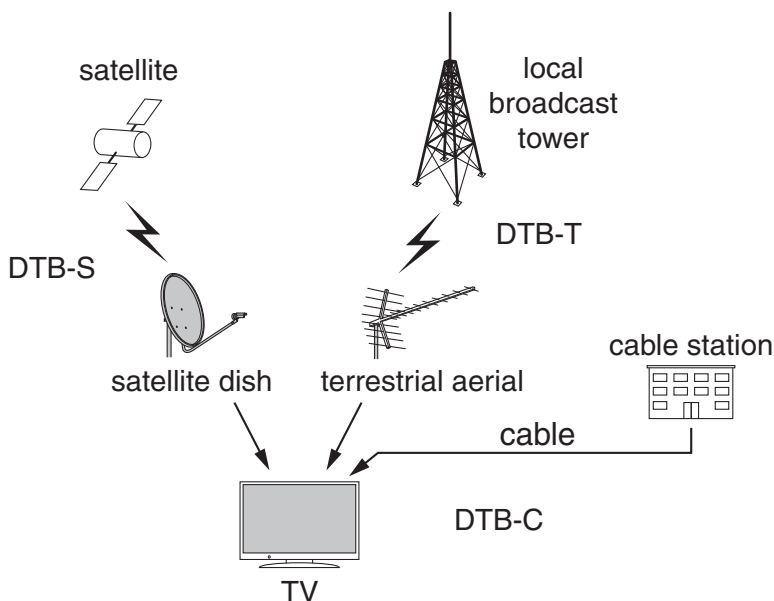 satellite
local
broadcast
tower
DTB-T
DTB-S
cable station
satellite dish
terrestrial aerial
cable
DTB-C
TV